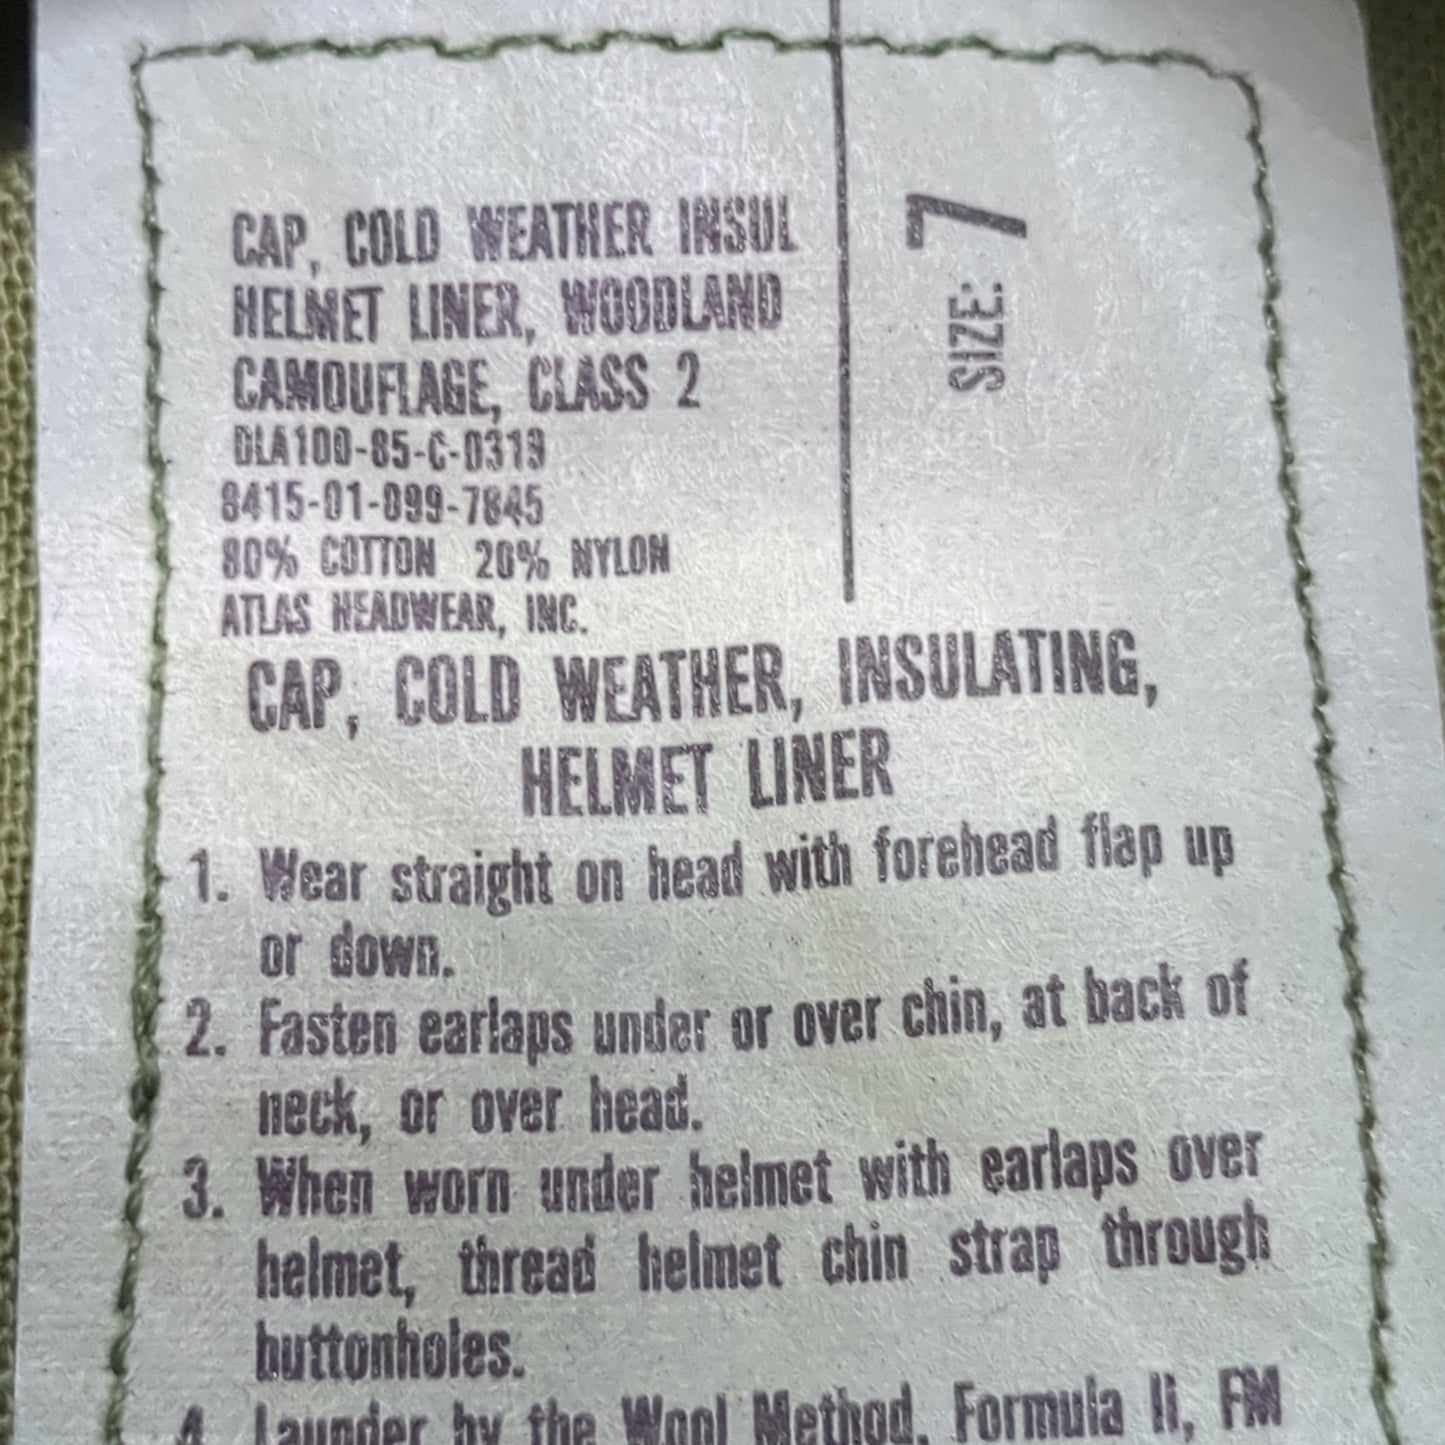 CAP, COLD WEATHER INSUL
HELMET LINER, WOODLAND
CAMOUFLAGE, CLASS 2
DLA100-85-C-0319
8415-01-099-7845
80% COTTON 20% NYLON
ATLAS HEADWEAR, INC.
SIZE: 7
CAP, COLD WEATHER, INSULATING,
HELMET LINER
1. Wear straight on head with forehead flap up
or down.
2. Fasten earlaps under or over chin, at back of
neck, or over head.
3. When worn under helmet with earlaps over
helmet, thread helmet chin strap through
buttonholes.
4. Launder by the Wool Method, Formula Ii, FM